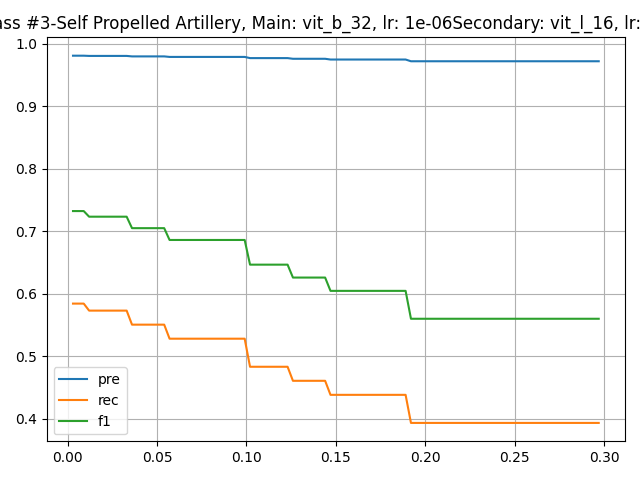 ass #3-Self Propelled Artillery, Main: vit_b_32, lr: 1e-06Secondary: vit_l_16, lr:
1.0
0.9
0.8
0.7
0.6
0.5
0.4
pre
rec
f1
0.00 0.05 0.10 0.15 0.20 0.25 0.30